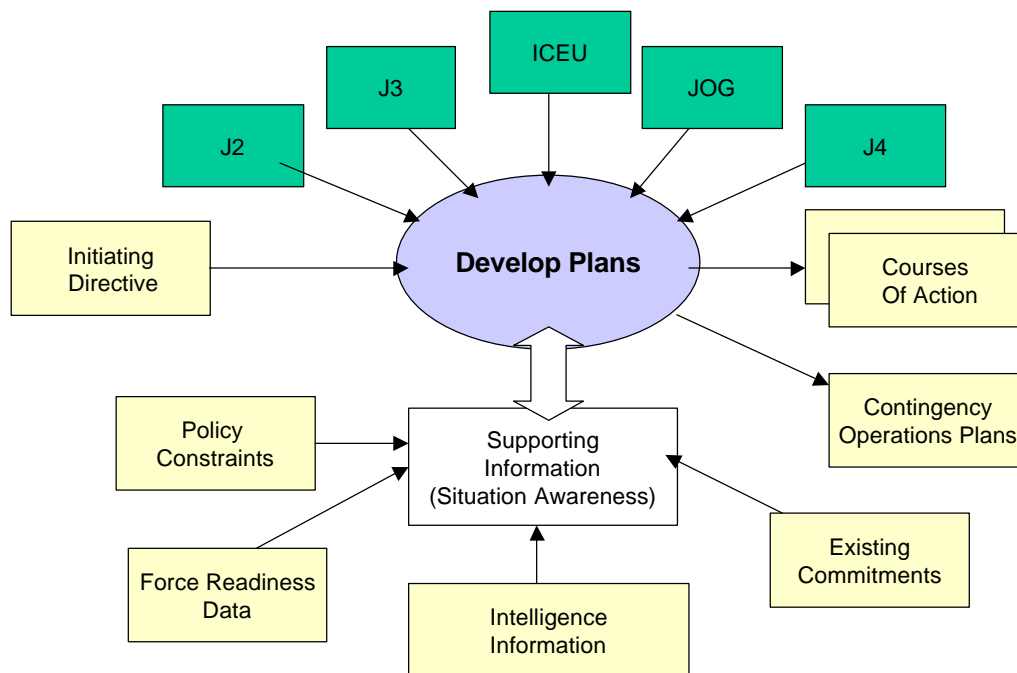 ICEU
J3
JOG
J2
J4
Initiating
Directive
Develop Plans
Courses
Of Action
Policy
Constraints
Supporting
Information
(Situation Awareness)
Contingency
Operations Plans
Force Readiness
Data
Intelligence
Information
Existing
Commitments